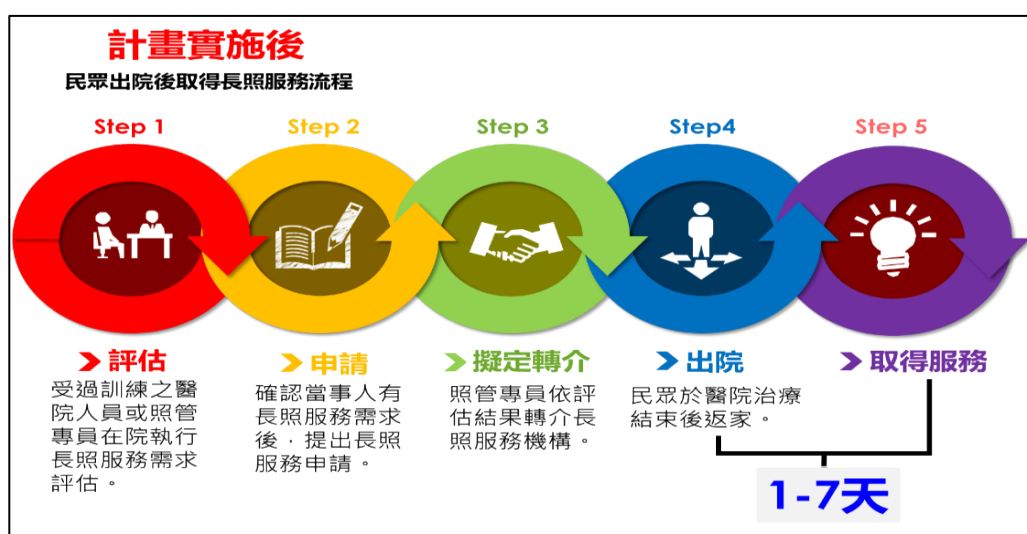 計畫實施後
民眾出院後取得長照服務流程
Step 1
Step 2
Step 3
Step4
Step 5
評估
受過訓練之醫
院人員或照管
專員在院執行
長照服務需求
評估。
申請
確認當事人有
長照服務需求
後，提出長照
服務申請。
擬定轉介
照管專員依評
估結果轉介長
照服務機構。
出院
民眾於醫院治療
結束後返家。
取得服務
1-7天